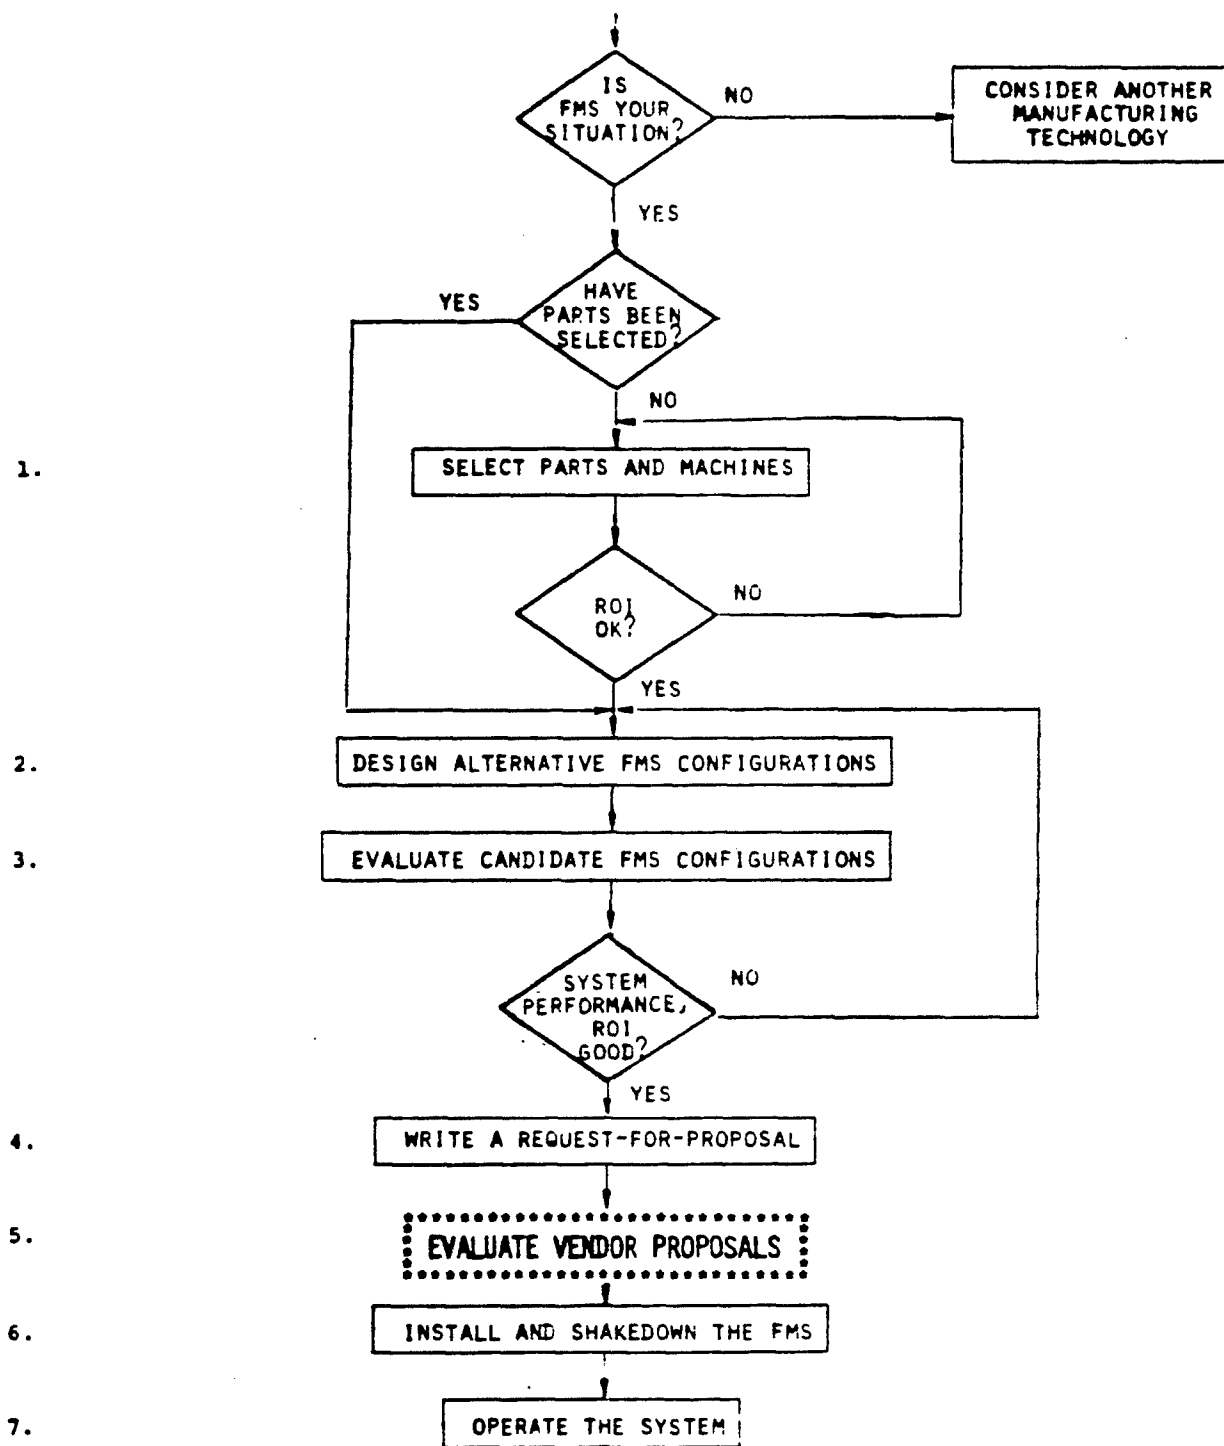 IS
FMS YOUR
SITUATION?
NO
CONSIDER ANOTHER
MANUFACTURING
TECHNOLOGY
YES
HAVE
PARTS BEEN
SELECTED?
YES
NO
1.
SELECT PARTS AND MACHINES
ROI
OK?
NO
YES
2.
DESIGN ALTERNATIVE FMS CONFIGURATIONS
3.
EVALUATE CANDIDATE FMS CONFIGURATIONS
SYSTEM
PERFORMANCE,
ROI
GOOD?
NO
YES
4.
WRITE A REQUEST-FOR-PROPOSAL
5.
EVALUATE VENDOR PROPOSALS
6.
INSTALL AND SHAKEDOWN THE FMS
7.
OPERATE THE SYSTEM